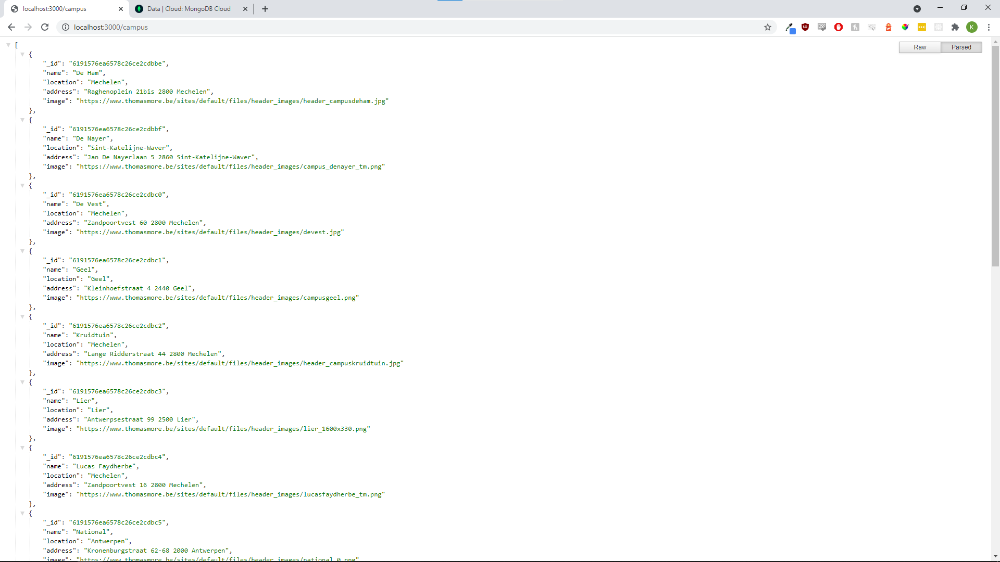 localhost:3000/campus
Data | Cloud: MongoDB Cloud
localhost:3000/campus
K
Raw
Parsed
[
{
"_id": "6191576ea6578c26ce2cdbbe",
"name": "De Ham",
"location": "Mechelen",
"address": "Raghenoplein 21bis 2800 Mechelen",
"image": "https://www.thomasmore.be/sites/default/files/header_images/header_campusdeham.jpg"
},
{
"_id": "6191576ea6578c26ce2cdbbf",
"name": "De Nayer",
"location": "Sint-Katelijne-Waver",
"address": "Jan De Nayerlaan 5 2860 Sint-Katelijne-Waver",
"image": "https://www.thomasmore.be/sites/default/files/header_images/campus_denayer_tm.png"
},
{
"_id": "6191576ea6578c26ce2cdbc0",
"name": "De Vest",
"location": "Mechelen",
"address": "Zandpoortvest 60 2800 Mechelen",
"image": "https://www.thomasmore.be/sites/default/files/header_images/devest.jpg"
},
{
"_id": "6191576ea6578c26ce2cdbc1",
"name": "Geel",
"location": "Geel",
"address": "Kleinhoefstraat 4 2440 Geel",
"image": "https://www.thomasmore.be/sites/default/files/header_images/campusgeel.png"
},
{
"_id": "6191576ea6578c26ce2cdbc2",
"name": "Kruidtuin",
"location": "Mechelen",
"address": "Lange Ridderstraat 44 2800 Mechelen",
"image": "https://www.thomasmore.be/sites/default/files/header_images/header_campuskruidtuin.jpg"
},
{
"_id": "6191576ea6578c26ce2cdbc3",
"name": "Lier",
"location": "Lier",
"address": "Antwerpsestraat 99 2500 Lier",
"image": "https://www.thomasmore.be/sites/default/files/header_images/lier_1600x330.png"
},
{
"_id": "6191576ea6578c26ce2cdbc4",
"name": "Lucas Faydherbe",
"location": "Mechelen",
"address": "Zandpoortvest 16 2800 Mechelen",
"image": "https://www.thomasmore.be/sites/default/files/header_images/lucasfaydherbe_tm.png"
},
{
"_id": "6191576ea6578c26ce2cdbc5",
"name": "National",
"location": "Antwerpen",
"address": "Kronenburgstraat 62-68 2000 Antwerpen",
"image": "https://www.thomasmore.be/sites/default/files/header_images/national_0.png"